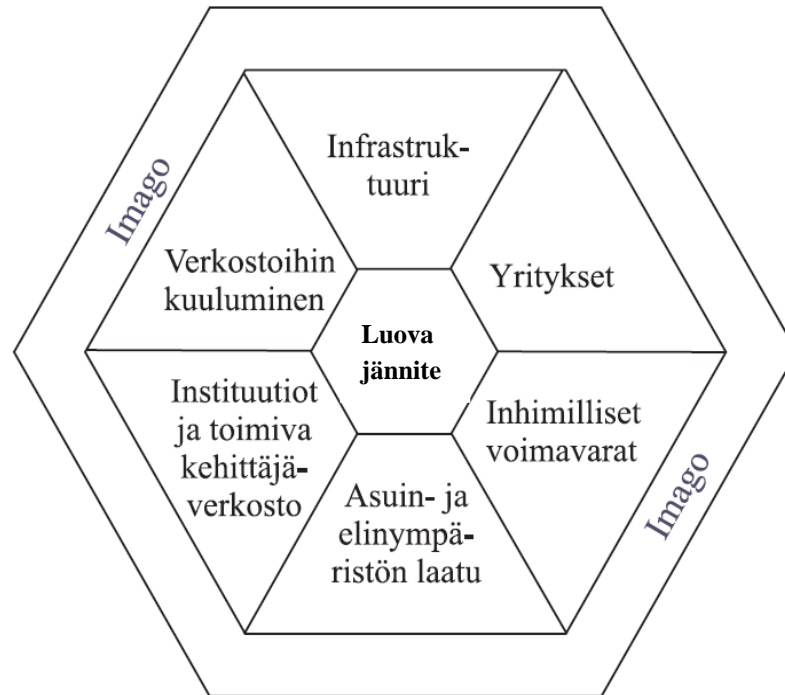 Imago
Infrastruk-
tuuri
Verkostoihin
kuuluminen
Yritykset
Luova
jännite
Instituutiot
ja toimiva
kehittäjä-
verkosto
Inhimilliset
voimavarat
Asuin- ja
elinympä-
ristön laatu
Imago